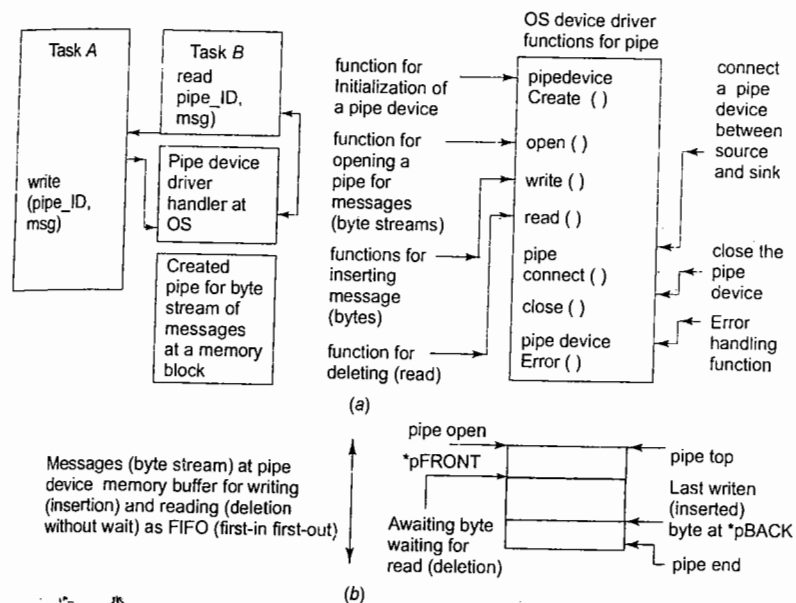 Task A
write
(pipe_ID,
msg)
Task B
read
pipe_ID,
msg)
Pipe device
driver
handler at
OS
Created
pipe for byte
stream of
messages
at a memory
block
function for
Initialization of
a pipe device
function for
opening a
pipe for
messages
(byte streams)
functions for
inserting
message
(bytes)
function for
deleting (read)
OS device driver
functions for pipe
pipedevice
Create ( )
open ( )
write ( )
read ( )
pipe
connect ( )
close ( )
pipe device
Error ( )
connect
a pipe
device
between
source
and sink
close the
pipe
device
Error
handling
function
(a)
Messages (byte stream) at pipe
device memory buffer for writing
(insertion) and reading (deletion
without wait) as FIFO (first-in first-out)
pipe open
*pFRONT
Awaiting byte
waiting for
read (deletion)
pipe top
Last writen
(inserted)
byte at *pBACK
pipe end
(b)